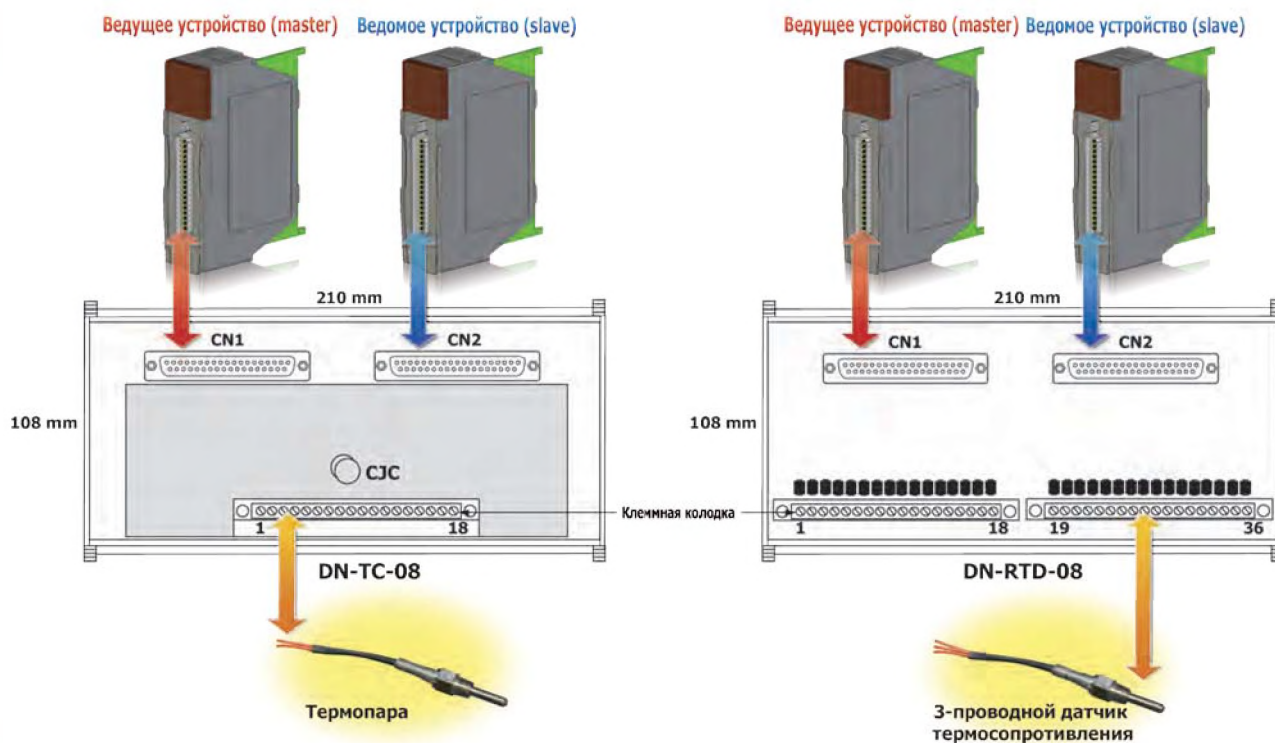 Ведущее устройство (master) Ведомое устройство (slave)
210 mm
CN1 CN2
108 mm
CJC
1 18
Клеммная колодка
DN-TC-08
Термопара
Ведущее устройство (master) Ведомое устройство (slave)
210 mm
CN1 CN2
108 mm
1 18 19 36
DN-RTD-08
3-проводной датчик
термосопротивления